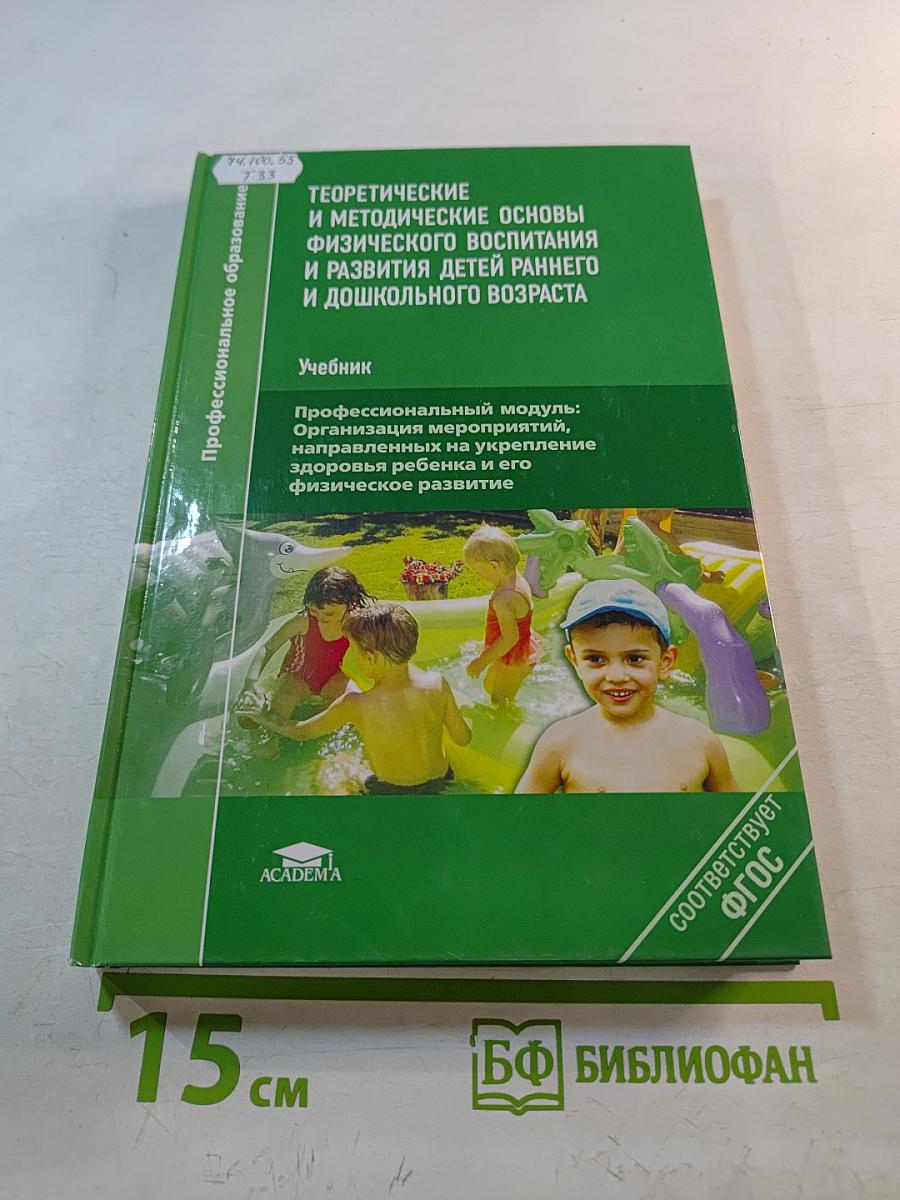 74.100.55
Т 33
Профессиональное образование
ТЕОРЕТИЧЕСКИЕ
И МЕТОДИЧЕСКИЕ ОСНОВЫ
ФИЗИЧЕСКОГО ВОСПИТАНИЯ
И РАЗВИТИЯ ДЕТЕЙ РАННЕГО
И ДОШКОЛЬНОГО ВОЗРАСТА
Учебник
Профессиональный модуль:
Организация мероприятий,
направленных на укрепление
здоровья ребенка и его
физическое развитие
ACADEMIA
соответствует
ФГОС
15 см
БФ БИБЛИОФАН